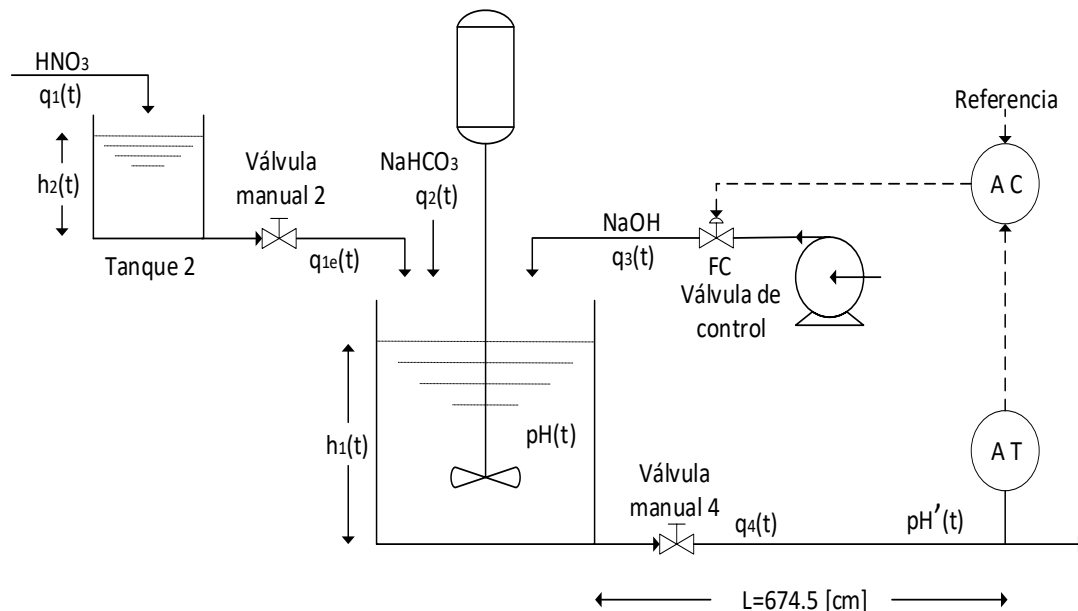 HNO3
q1(t)
h2(t)
Válvula
manual 2
Tanque 2
q1e(t)
NaHCO3
q2(t)
NaOH
q3(t)
FC
Válvula de
control
Referencia
A C
h1(t)
pH(t)
Válvula
manual 4
q4(t)
pH'(t)
A T
L=674.5 [cm]